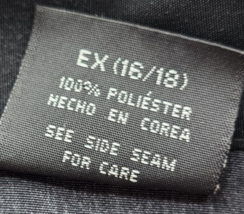 EX (16/18)
100% POLIÉSTER
HECHO EN COREA
SEE SIDE SEAM
FOR CARE